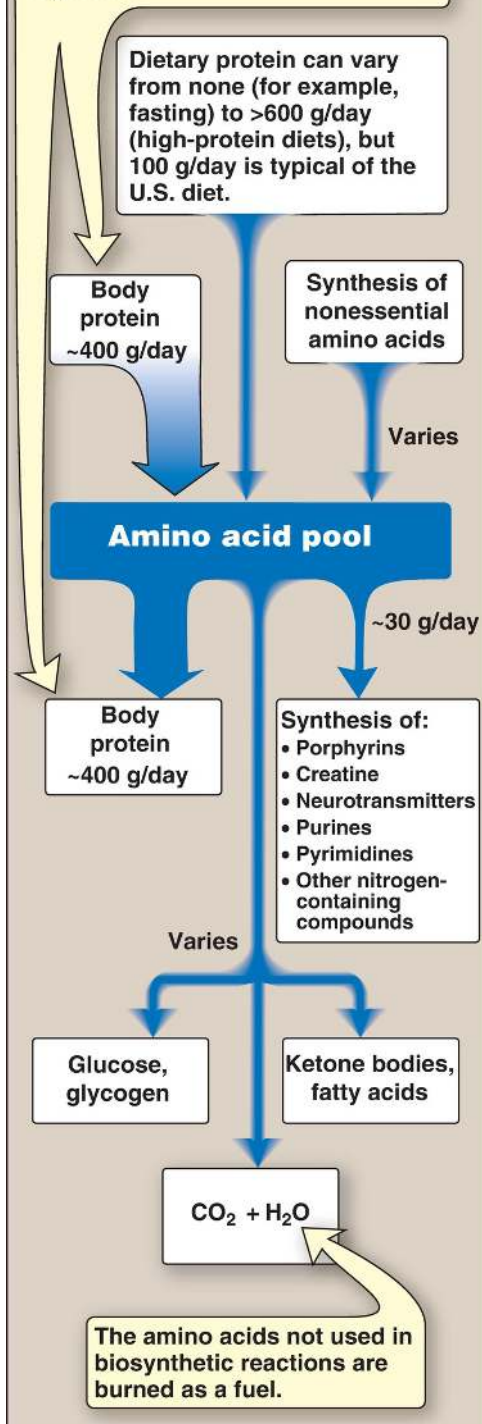 Dietary protein can vary
from none (for example,
fasting) to >600 g/day
(high-protein diets), but
100 g/day is typical of the
U.S. diet.
Body
protein
~400 g/day
Synthesis of
nonessential
amino acids
Varies
Amino acid pool
~30 g/day
Body
protein
~400 g/day
Synthesis of:
• Porphyrins
• Creatine
• Neurotransmitters
• Purines
• Pyrimidines
• Other nitrogen-
containing
compounds
Varies
Glucose,
glycogen
Ketone bodies,
fatty acids
CO₂ + H₂O
The amino acids not used in
biosynthetic reactions are
burned as a fuel.